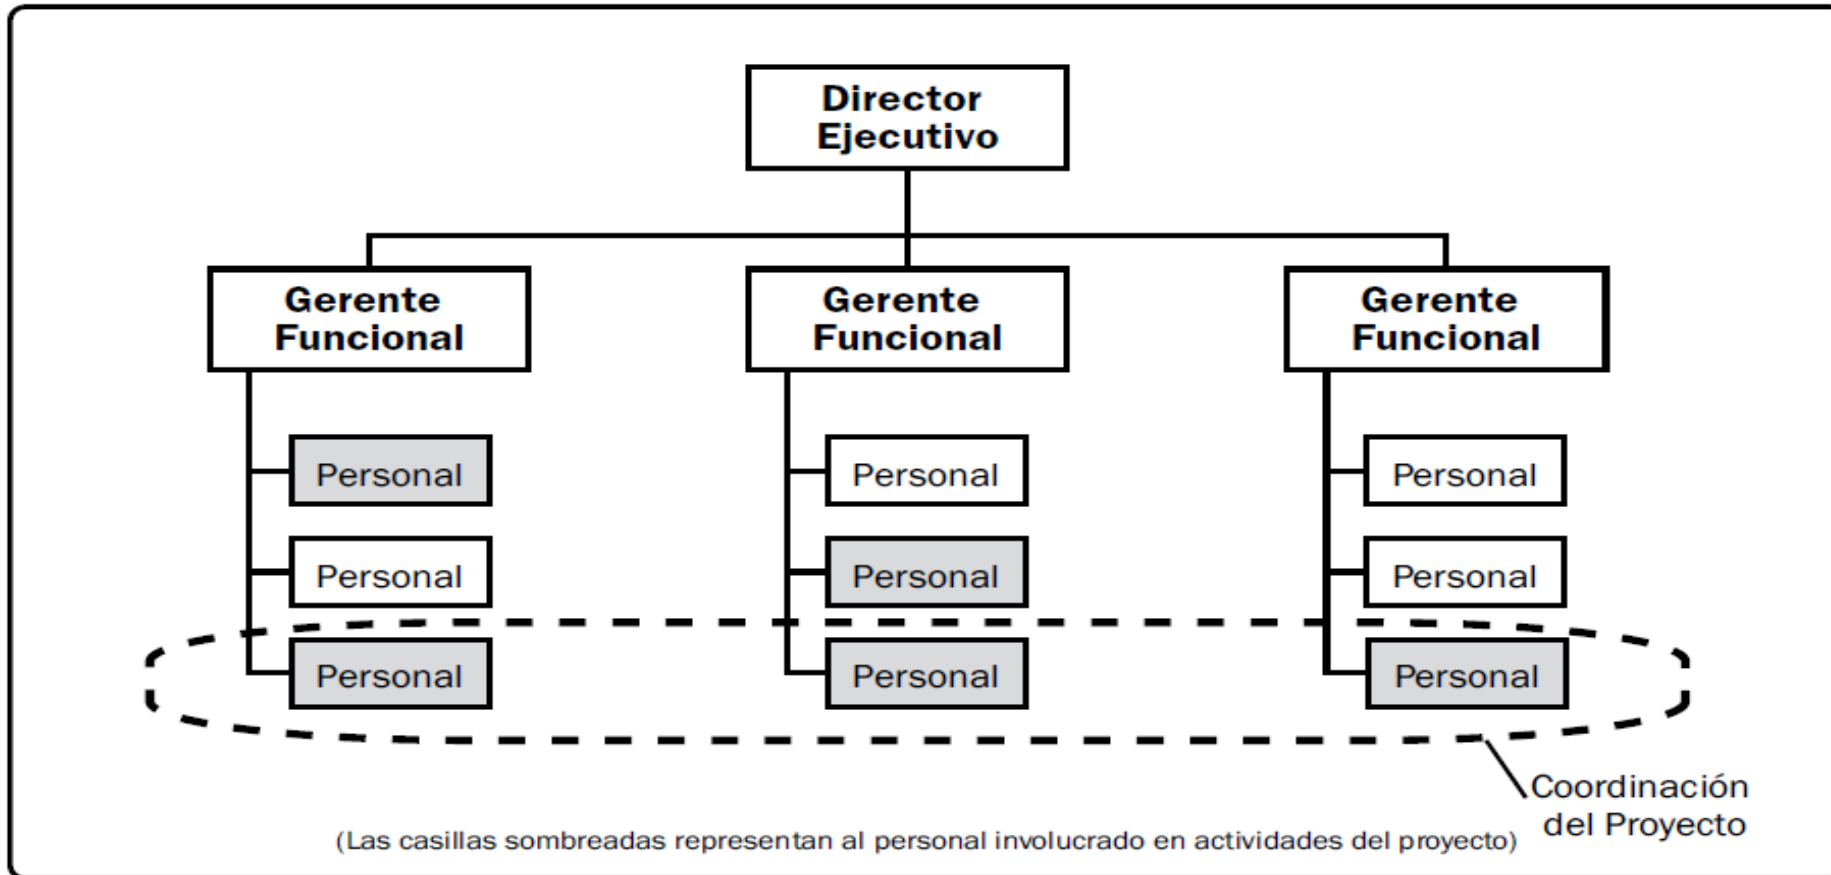 Director
Ejecutivo
Gerente
Funcional
Gerente
Funcional
Gerente
Funcional
Personal
Personal
Personal
Personal
Personal
Personal
Personal
Personal
Personal
Coordinación
del Proyecto
(Las casillas sombreadas representan al personal involucrado en actividades del proyecto)